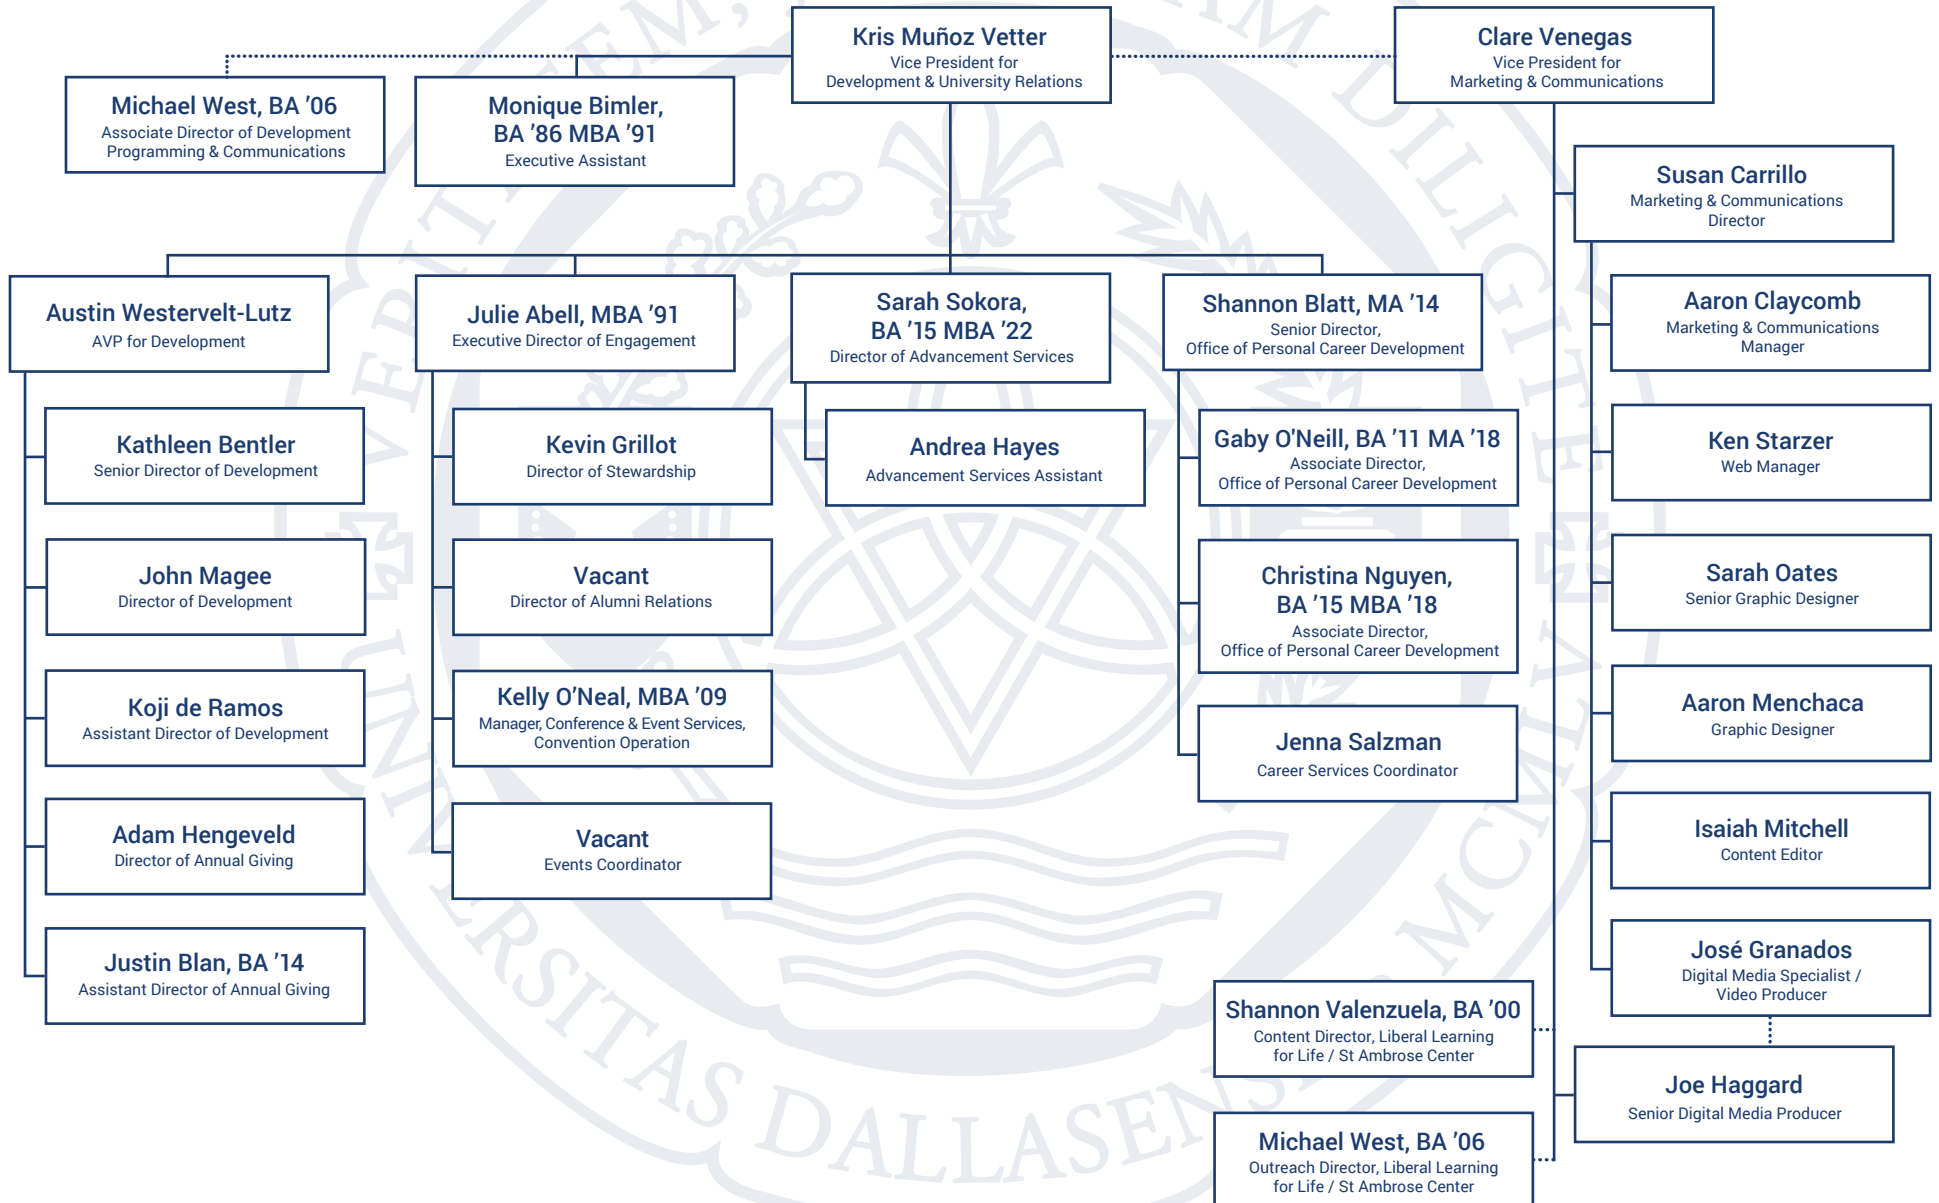 Kris Muñoz Vetter
Vice President for
Development & University Relations
Clare Venegas
Vice President for
Marketing & Communications
Michael West, BA ’06
Associate Director of Development
Programming & Communications
Monique Bimler,
BA ’86 MBA ’91
Executive Assistant
Austin Westervelt-Lutz
AVP for Development
Kathleen Bentler
Senior Director of Development
John Magee
Director of Development
Koji de Ramos
Assistant Director of Development
Adam Hengeveld
Director of Annual Giving
Justin Blan, BA ’14
Assistant Director of Annual Giving
Julie Abell, MBA ’91
Executive Director of Engagement
Kevin Grillot
Director of Stewardship
Vacant
Director of Alumni Relations
Kelly O’Neal, MBA ’09
Manager, Conference & Event Services,
Convention Operation
Vacant
Events Coordinator
Sarah Sokora,
BA ’15 MBA ’22
Director of Advancement Services
Andrea Hayes
Advancement Services Assistant
Shannon Blatt, MA ’14
Senior Director,
Office of Personal Career Development
Gaby O’Neill, BA ’11 MA ’18
Associate Director,
Office of Personal Career Development
Christina Nguyen,
BA ’15 MBA ’18
Associate Director,
Office of Personal Career Development
Jenna Salzman
Career Services Coordinator
Susan Carrillo
Marketing & Communications
Director
Aaron Claycomb
Marketing & Communications
Manager
Ken Starzer
Web Manager
Sarah Oates
Senior Graphic Designer
Aaron Menchaca
Graphic Designer
Isaiah Mitchell
Content Editor
José Granados
Digital Media Specialist /
Video Producer
Shannon Valenzuela, BA ’00
Content Director, Liberal Learning
for Life / St Ambrose Center
Joe Haggard
Senior Digital Media Producer
Michael West, BA ’06
Outreach Director, Liberal Learning
for Life / St Ambrose Center
DILIGITE
UNIVERSITAS DALLASENSIS MCMLV